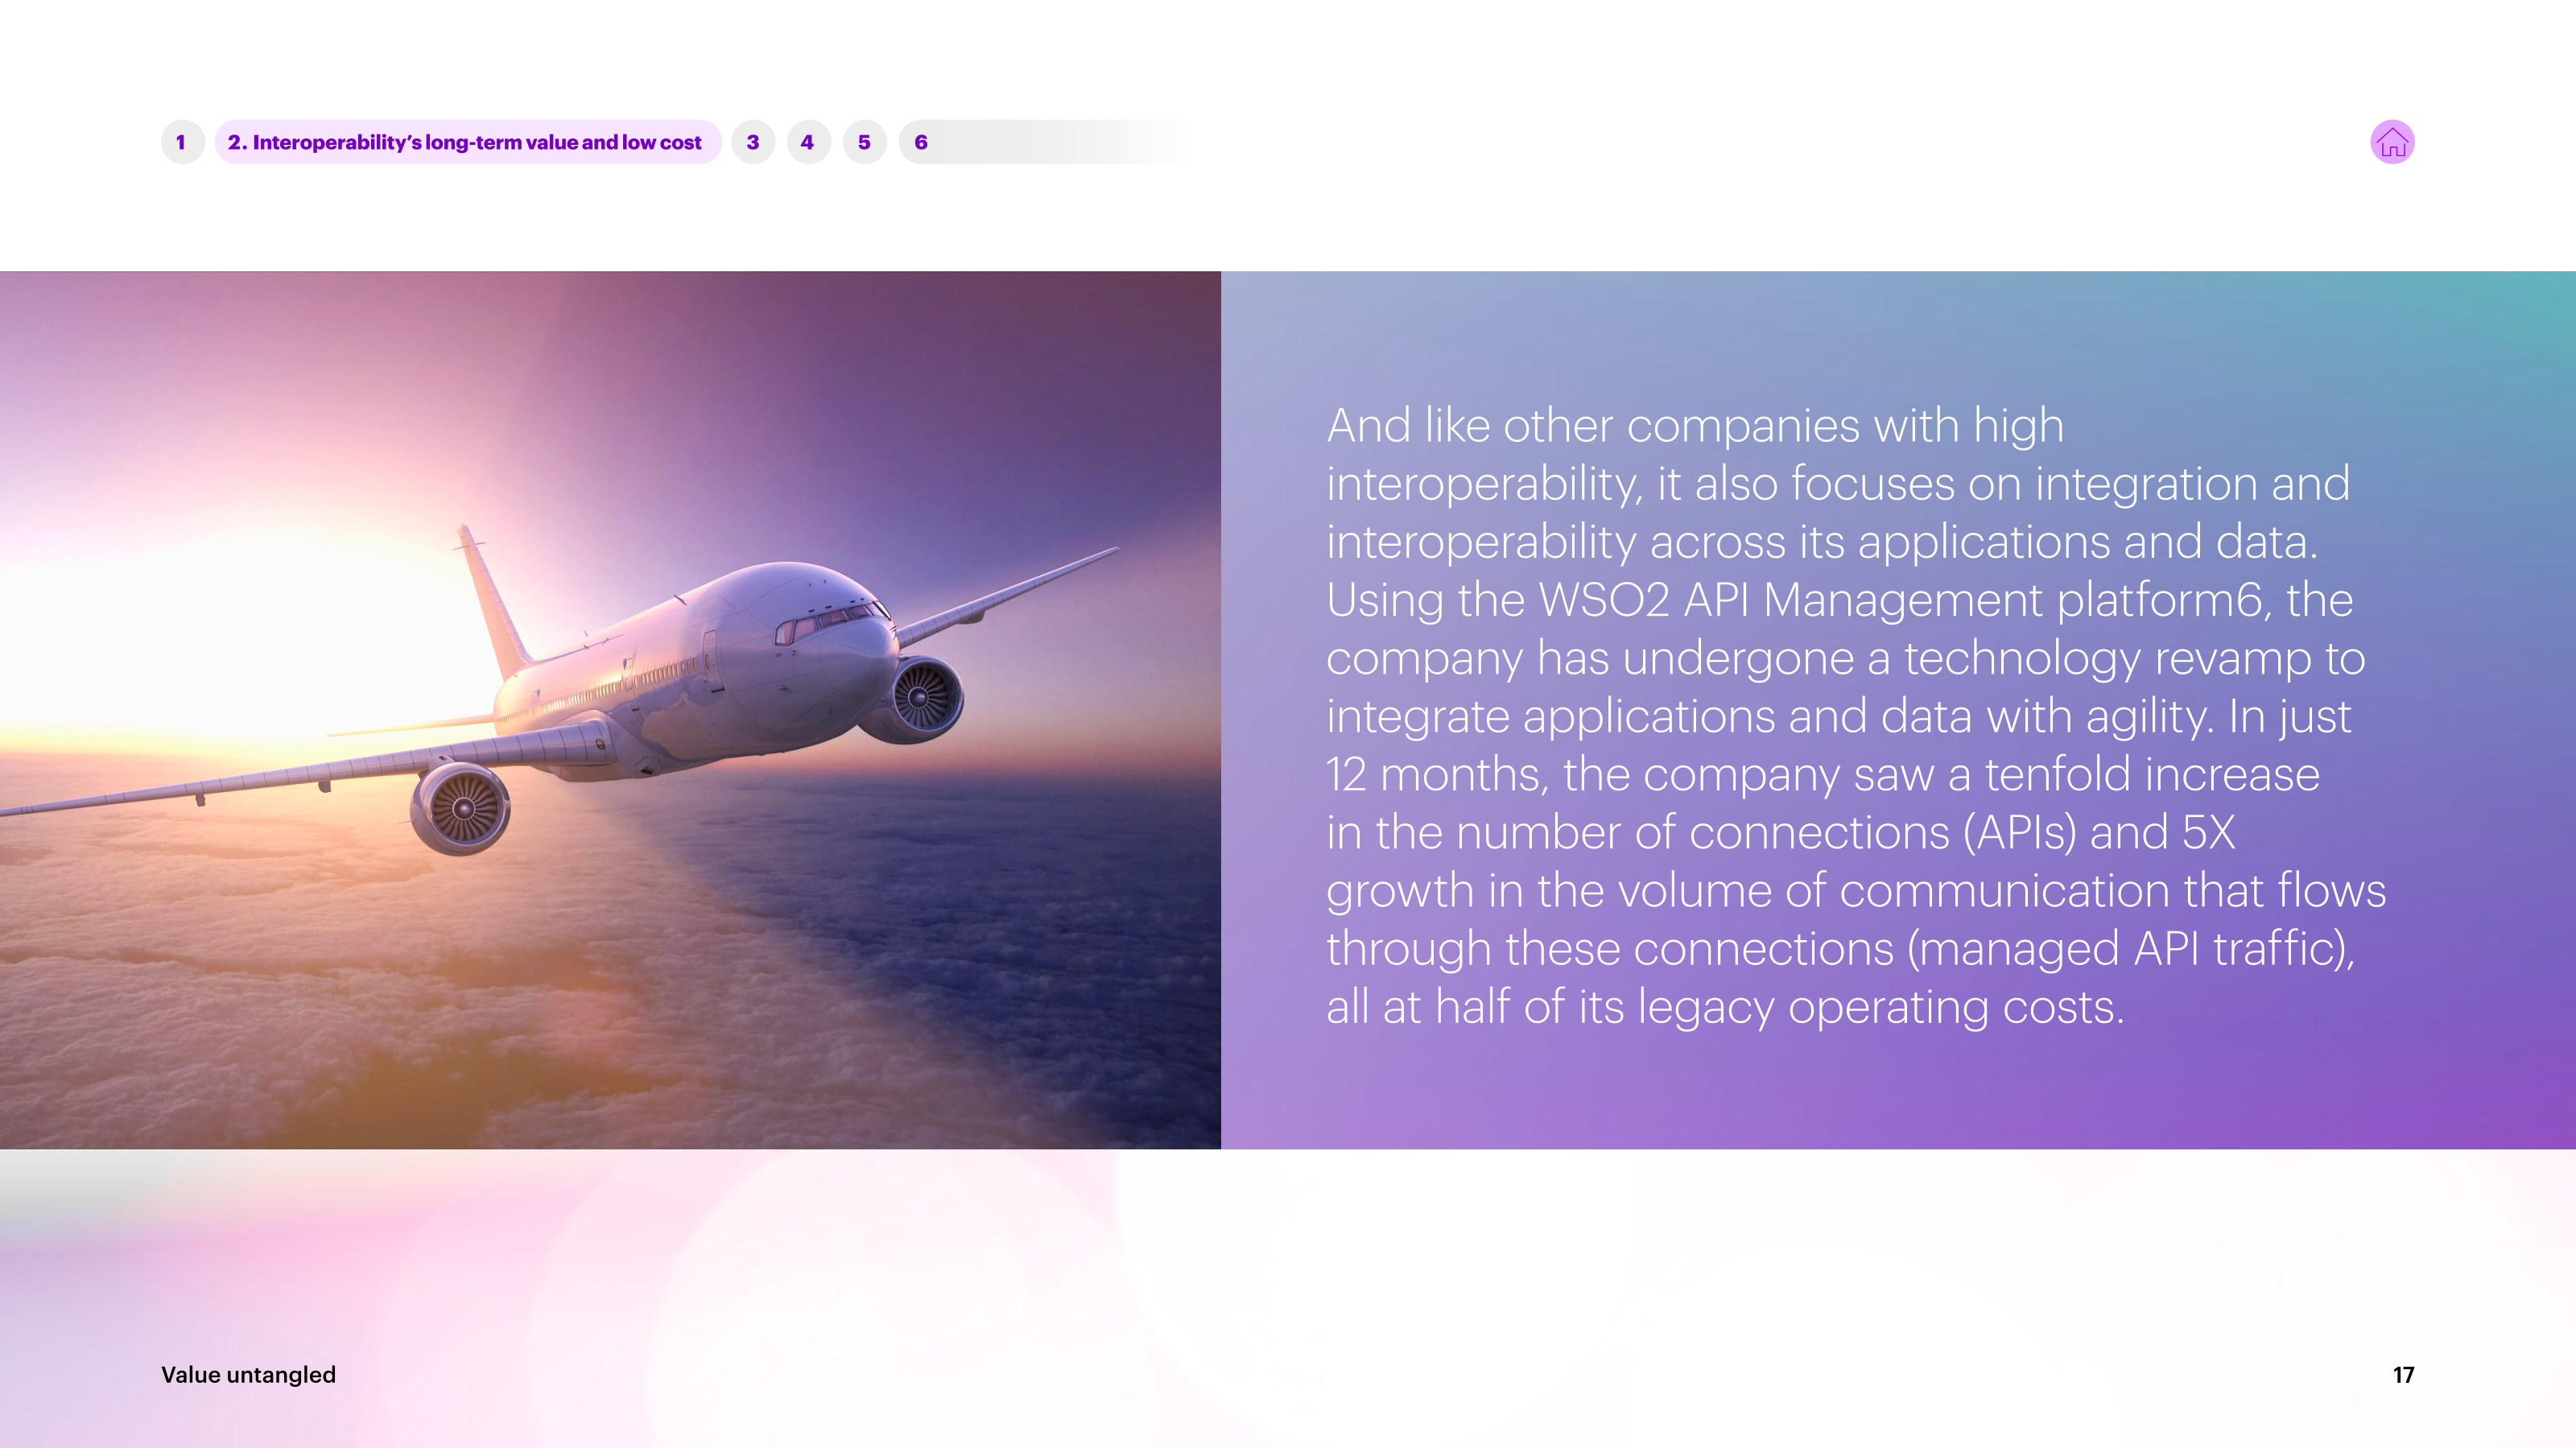 1 2. Interoperability’s long-term value and low cost 3 4 5 6
And like other companies with high
interoperability, it also focuses on integration and
interoperability across its applications and data.
Using the WSO2 API Management platform6, the
company has undergone a technology revamp to
integrate applications and data with agility. In just
12 months, the company saw a tenfold increase
in the number of connections (APIs) and 5X
growth in the volume of communication that flows
through these connections (managed API traffic),
all at half of its legacy operating costs.
Value untangled
17